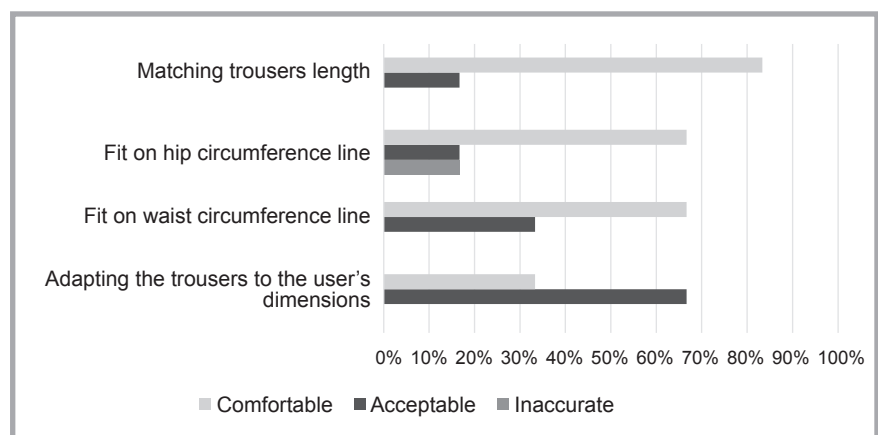 Matching trousers length
Fit on hip circumference line
Fit on waist circumference line
Adapting the trousers to the user’s
dimensions
0% 10% 20% 30% 40% 50% 60% 70% 80% 90% 100%
Comfortable Acceptable Inaccurate